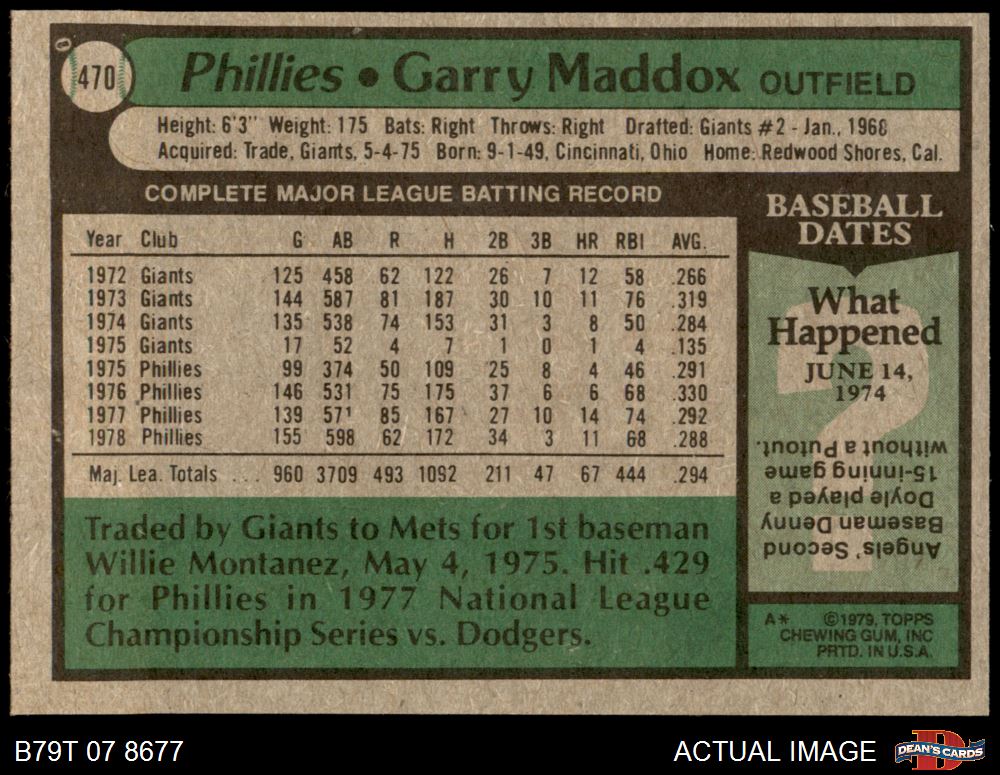 470
Phillies • Garry Maddox OUTFIELD
Height: 6'3" Weight: 175 Bats: Right Throws: Right Drafted: Giants #2 - Jan., 1968
Acquired: Trade, Giants, 5-4-75 Born: 9-1-49, Cincinnati, Ohio Home: Redwood Shores, Cal.
COMPLETE MAJOR LEAGUE BATTING RECORD
Year Club G AB R H 2B 3B HR RBI AVG.
1972 Giants 125 458 62 122 26 7 12 58 .266
1973 Giants 144 587 81 187 30 10 11 76 .319
1974 Giants 135 538 74 153 31 3 8 50 .284
1975 Giants 17 52 4 7 1 0 1 4 .135
1975 Phillies 99 374 50 109 25 8 4 46 .291
1976 Phillies 146 531 75 175 37 6 6 68 .330
1977 Phillies 139 571 85 167 27 10 14 74 .292
1978 Phillies 155 598 62 172 34 3 11 68 .288
Maj. Lea. Totals ... 960 3709 493 1092 211 47 67 444 .294
Traded by Giants to Mets for 1st baseman
Willie Montanez, May 4, 1975. Hit .429
for Phillies in 1977 National League
Championship Series vs. Dodgers.
BASEBALL
DATES
What
Happened
JUNE 14,
1974
?
Angels' Second
Baseman Denny
Doyle played a
15-inning game
without a Putout.
A* ©1979, TOPPS
CHEWING GUM, INC
PRTD. IN U.S.A.
B79T 07 8677
ACTUAL IMAGE
DEAN'S CARDS